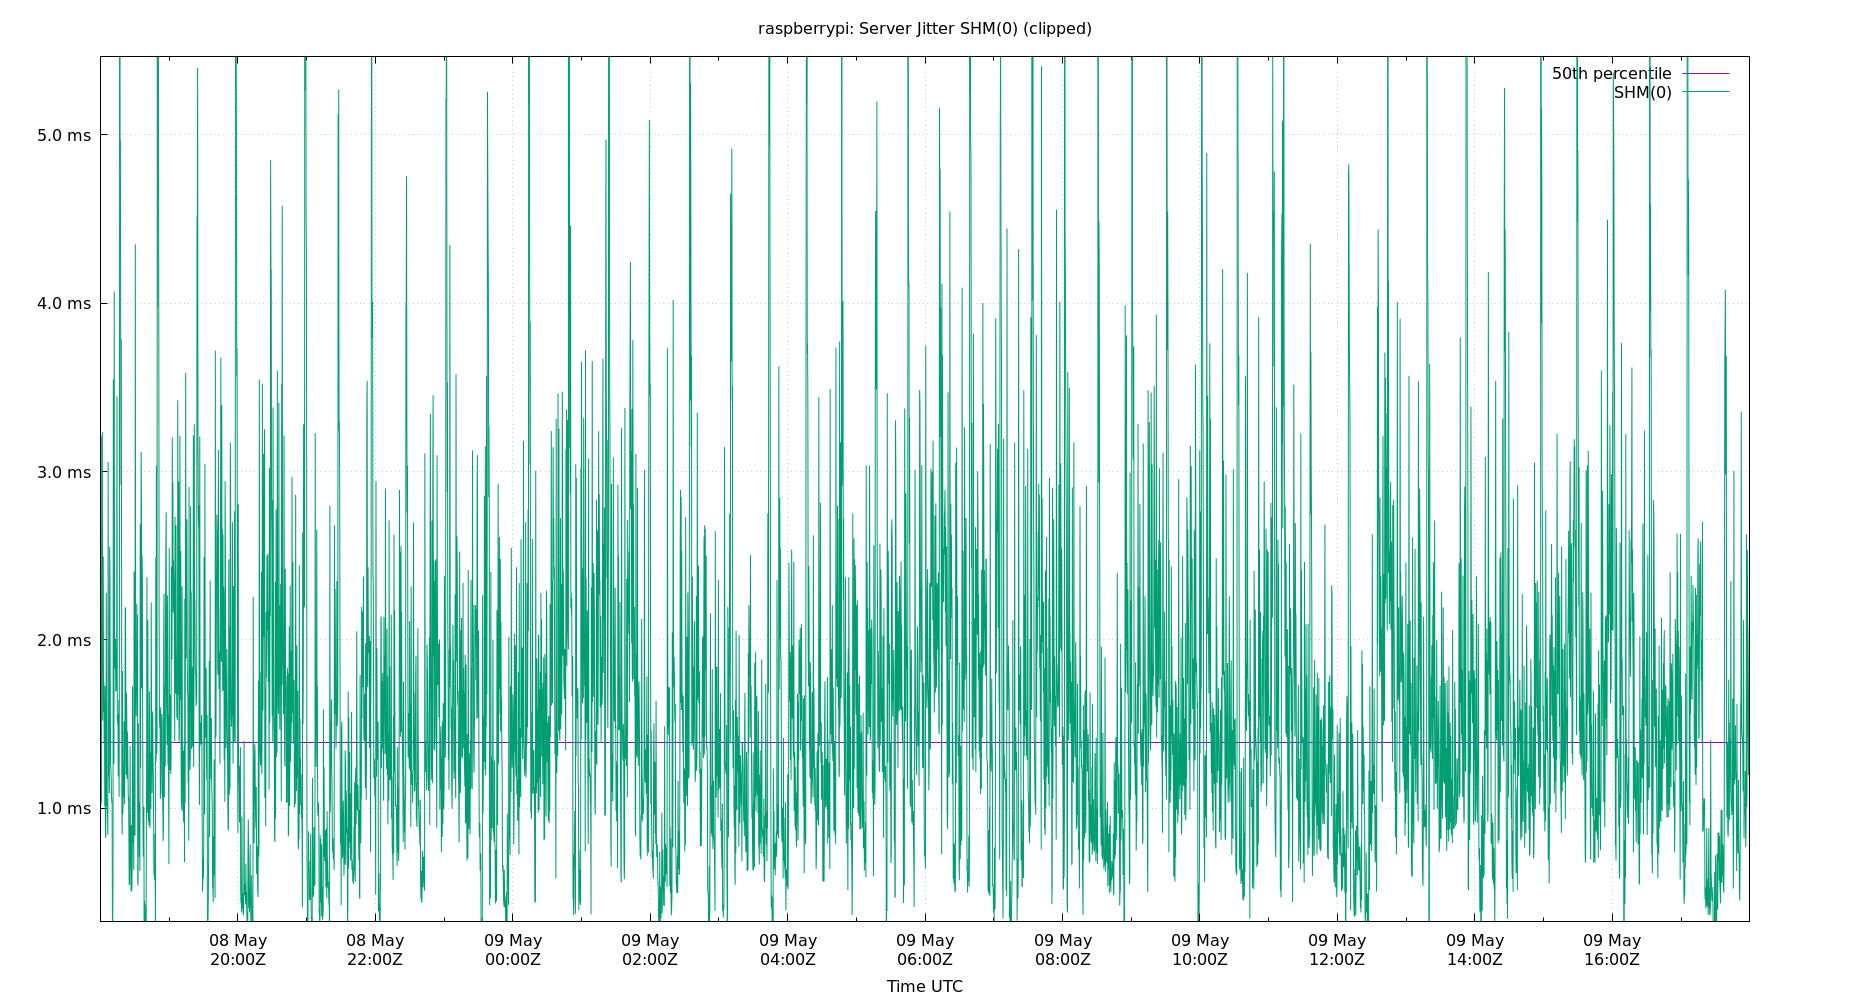 raspberrypi: Server Jitter SHM(0) (clipped)
50th percentile
SHM(0)
5.0 ms
4.0 ms
3.0 ms
2.0 ms
1.0 ms
08 May 08 May 09 May 09 May 09 May 09 May 09 May 09 May 09 May 09 May 09 May
20:00Z 22:00Z 00:00Z 02:00Z 04:00Z 06:00Z 08:00Z 10:00Z 12:00Z 14:00Z 16:00Z
Time UTC